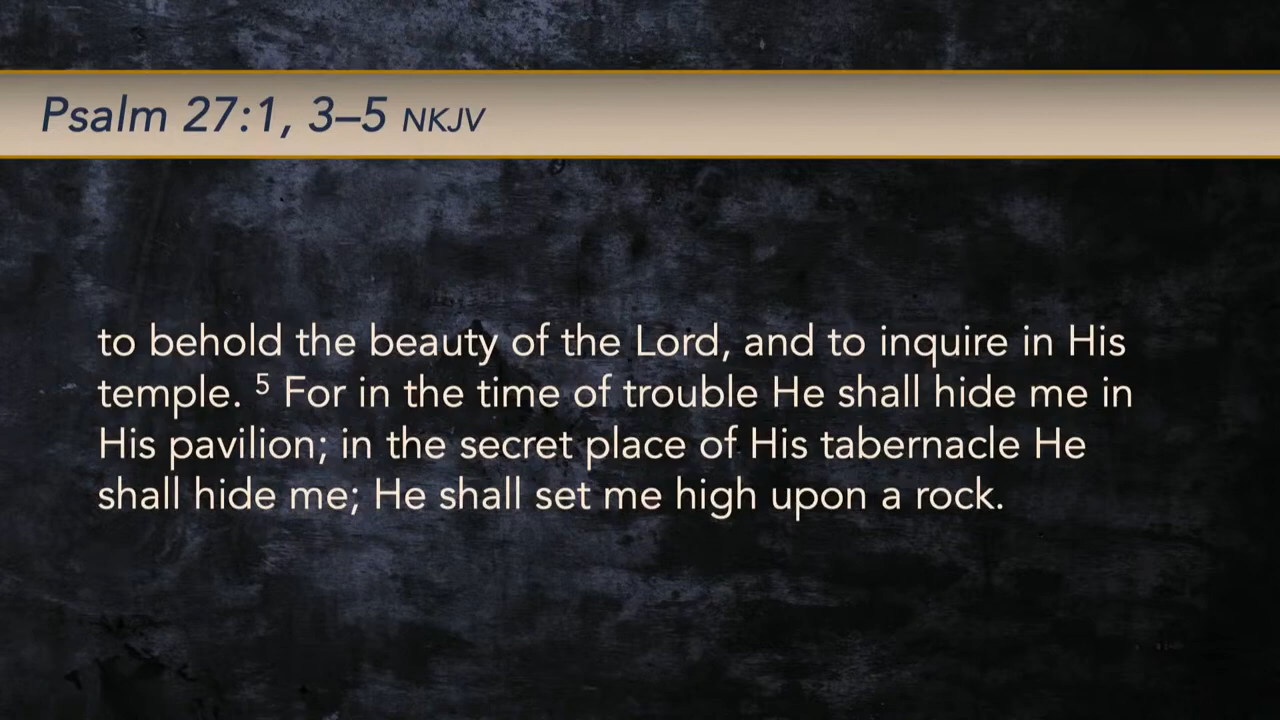 Psalm 27:1, 3–5 NKJV
to behold the beauty of the Lord, and to inquire in His
temple. ⁵ For in the time of trouble He shall hide me in
His pavilion; in the secret place of His tabernacle He
shall hide me; He shall set me high upon a rock.